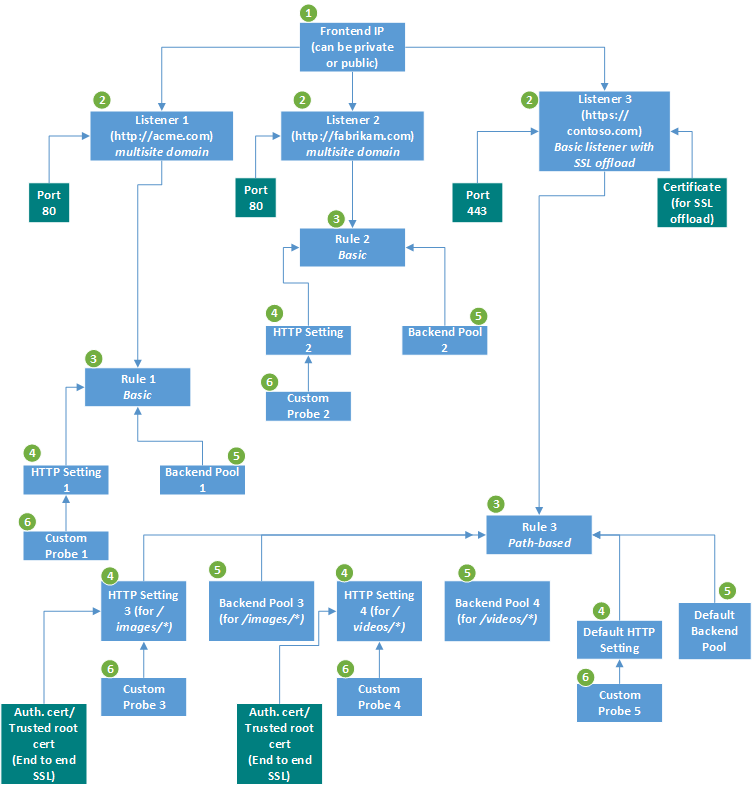 1
Frontend IP
(can be private
or public)
2
Listener 1
(http://acme.com)
multisite domain
2
Listener 2
(http://fabrikam.com)
multisite domain
2
Listener 3
(https://
contoso.com)
Basic listener with
SSL offload
Port
80
Port
80
Port
443
Certificate
(for SSL
offload)
3
Rule 2
Basic
4
HTTP Setting
2
5
Backend Pool
2
3
Rule 1
Basic
6
Custom
Probe 2
4
HTTP Setting
1
5
Backend Pool
1
6
Custom
Probe 1
3
Rule 3
Path-based
4
HTTP Setting
3 (for /
images/*)
5
Backend Pool 3
(for /images/*)
4
HTTP Setting
4 (for /
videos/*)
5
Backend Pool 4
(for /videos/*)
4
Default HTTP
Setting
5
Default
Backend
Pool
6
Custom
Probe 3
6
Custom
Probe 4
6
Custom
Probe 5
Auth. cert/
Trusted root
cert
(End to end
SSL)
Auth. cert/
Trusted root
cert
(End to end
SSL)